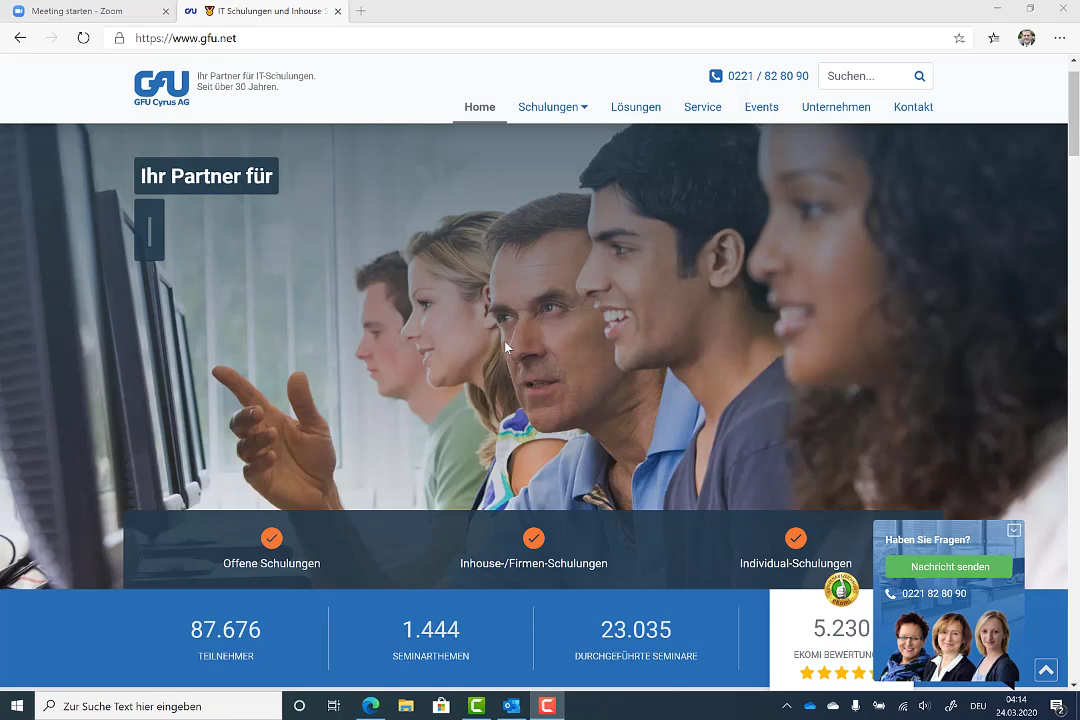 Meeting starten - Zoom
IT Schulungen und Inhouse S
https://www.gfu.net
GFU
GFU Cyrus AG
Ihr Partner für IT-Schulungen.
Seit über 30 Jahren.
0221 / 82 80 90
Suchen...
Home
Schulungen
Lösungen
Service
Events
Unternehmen
Kontakt
Ihr Partner für
Offene Schulungen
Inhouse-/Firmen-Schulungen
Individual-Schulungen
Haben Sie Fragen?
Nachricht senden
0221 82 80 90
ekomi
87.676
TEILNEHMER
1.444
SEMINARTHEMEN
23.035
DURCHGEFÜHRTE SEMINARE
5.230
EKOMI BEWERTUN
Zur Suche Text hier eingeben
DEU
04:14
24.03.2020
2